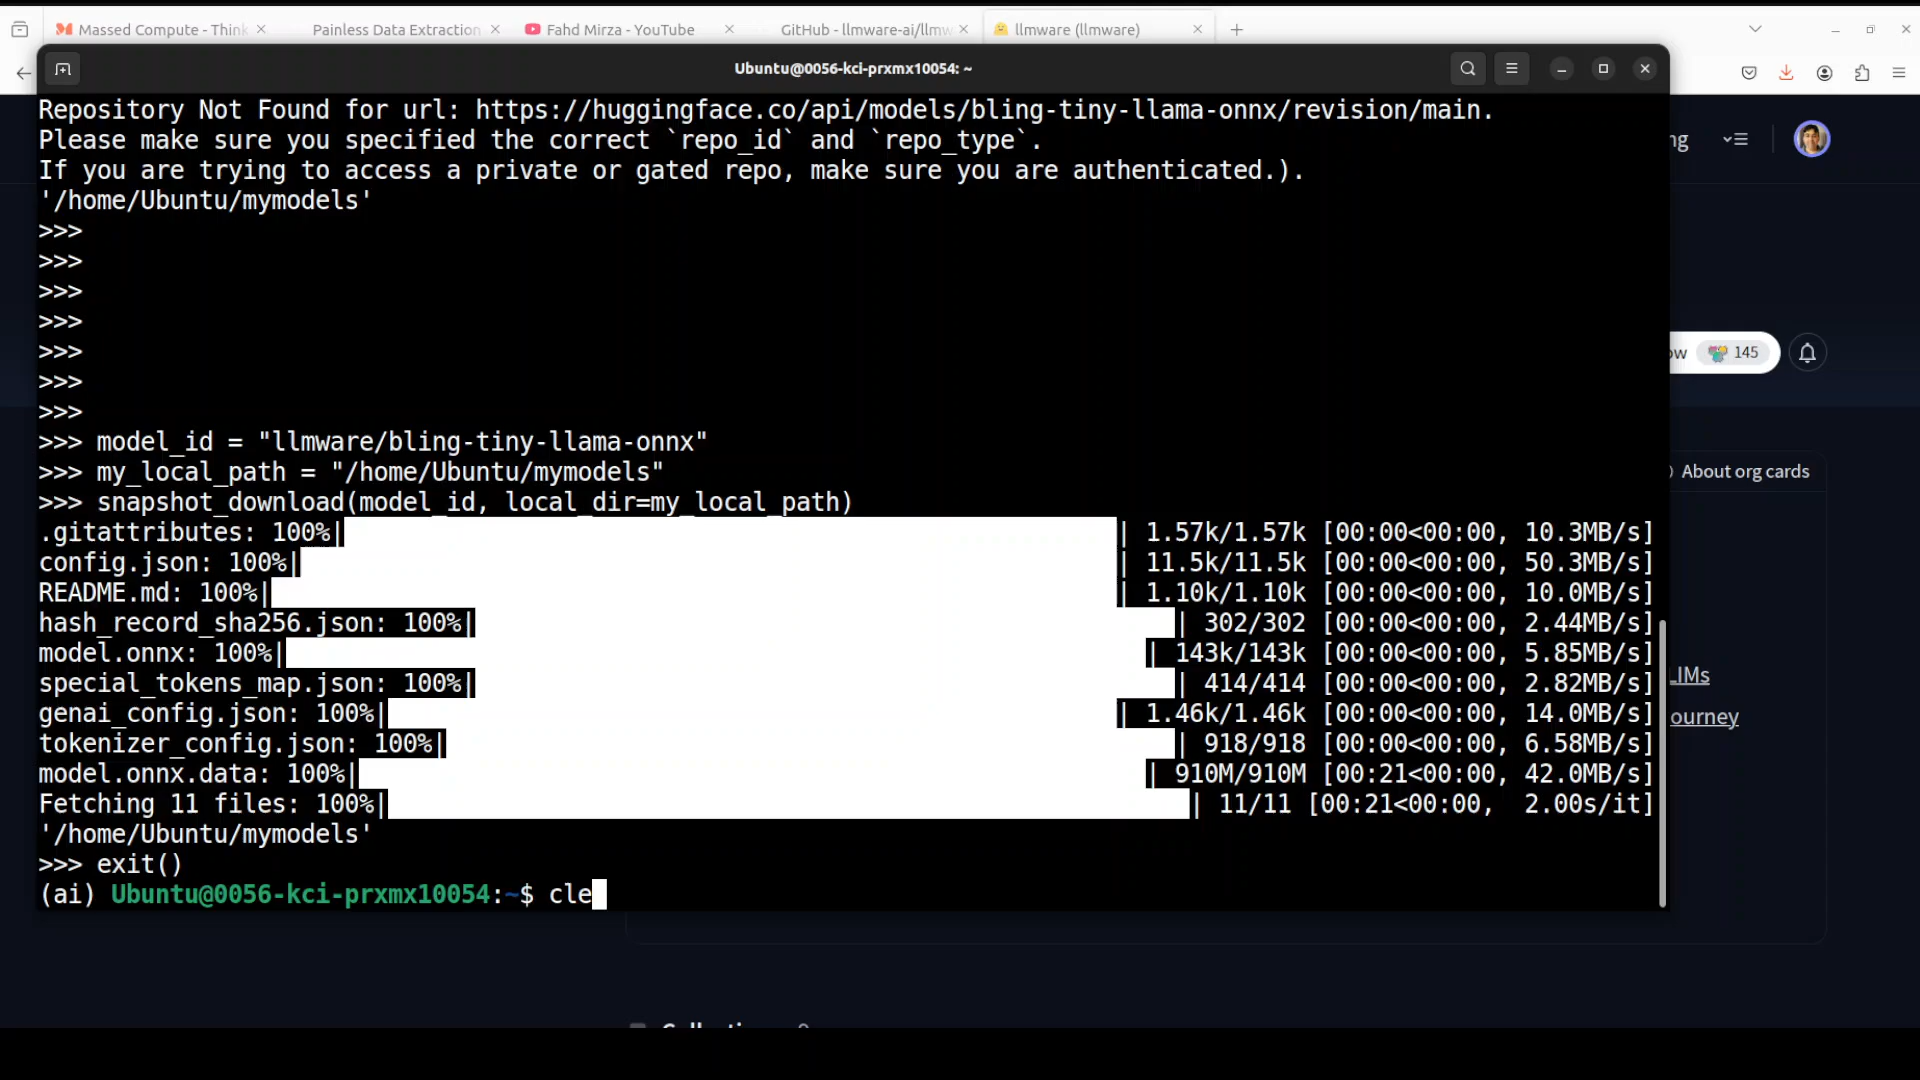 Massed Compute - Think
Painless Data Extraction
Fahd Mirza - YouTube
GitHub - llmware-ai/llmw
llmware (llmware)
Ubuntu@0056-kci-prxmx10054: ~
Repository Not Found for url: https://huggingface.co/api/models/bling-tiny-llama-onnx/revision/main.
Please make sure you specified the correct `repo_id` and `repo_type`.
If you are trying to access a private or gated repo, make sure you are authenticated.).
'/home/Ubuntu/mymodels'
>>>
>>>
>>>
>>>
>>>
>>>
>>>
>>> model_id = "llmware/bling-tiny-llama-onnx"
>>> my_local_path = "/home/Ubuntu/mymodels"
>>> snapshot_download(model_id, local_dir=my_local_path)
.gitattributes: 100%| | 1.57k/1.57k [00:00<00:00, 10.3MB/s]
config.json: 100%| | 11.5k/11.5k [00:00<00:00, 50.3MB/s]
README.md: 100%| | 1.10k/1.10k [00:00<00:00, 10.0MB/s]
hash_record_sha256.json: 100%| | 302/302 [00:00<00:00, 2.44MB/s]
model.onnx: 100%| | 143k/143k [00:00<00:00, 5.85MB/s]
special_tokens_map.json: 100%| | 414/414 [00:00<00:00, 2.82MB/s]
genai_config.json: 100%| | 1.46k/1.46k [00:00<00:00, 14.0MB/s]
tokenizer_config.json: 100%| | 918/918 [00:00<00:00, 6.58MB/s]
model.onnx.data: 100%| | 910M/910M [00:21<00:00, 42.0MB/s]
Fetching 11 files: 100%| | 11/11 [00:21<00:00, 2.00s/it]
'/home/Ubuntu/mymodels'
>>> exit()
(ai) Ubuntu@0056-kci-prxmx10054:~$ cle
ng
ow 145
About org cards
LIMs
ourney